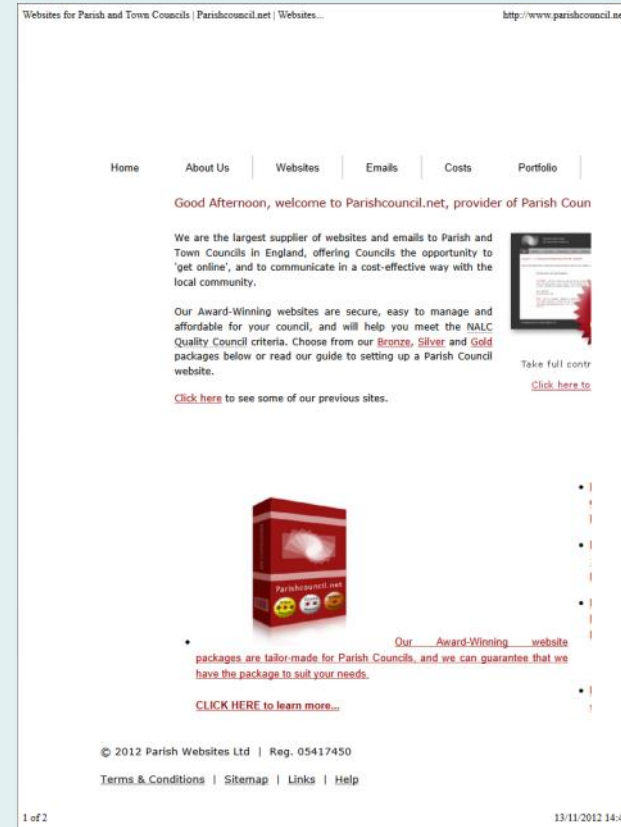 Websites for Parish and Town Councils | Parishcouncil.net | Websites...
http://www.parishcouncil.ne
Home
About Us
Websites
Emails
Costs
Portfolio
Good Afternoon, welcome to Parishcouncil.net, provider of Parish Coun
We are the largest supplier of websites and emails to Parish and
Town Councils in England, offering Councils the opportunity to
'get online', and to communicate in a cost-effective way with the
local community.
Our Award-Winning websites are secure, easy to manage and
affordable for your council, and will help you meet the NALC
Quality Council criteria. Choose from our Bronze, Silver and Gold
packages below or read our guide to setting up a Parish Council
website.
Click here to see some of our previous sites.
Take full contr
Click here to
Parishcouncil.net
Our Award-Winning website
packages are tailor-made for Parish Councils, and we can guarantee that we
have the package to suit your needs.
CLICK HERE to learn more...
© 2012 Parish Websites Ltd | Reg. 05417450
Terms & Conditions | Sitemap | Links | Help
1 of 2
13/11/2012 14:4